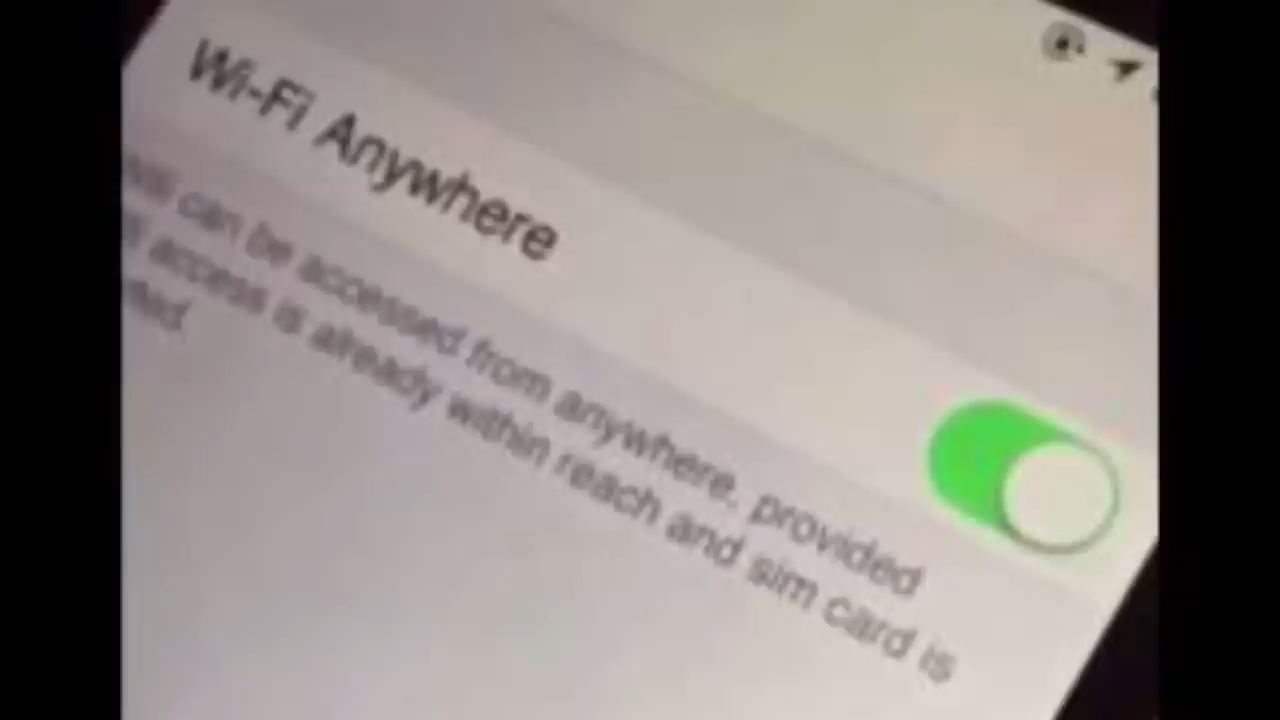 Wi-Fi Anywhere
can be accessed from anywhere, provided
access is already within reach and sim card is